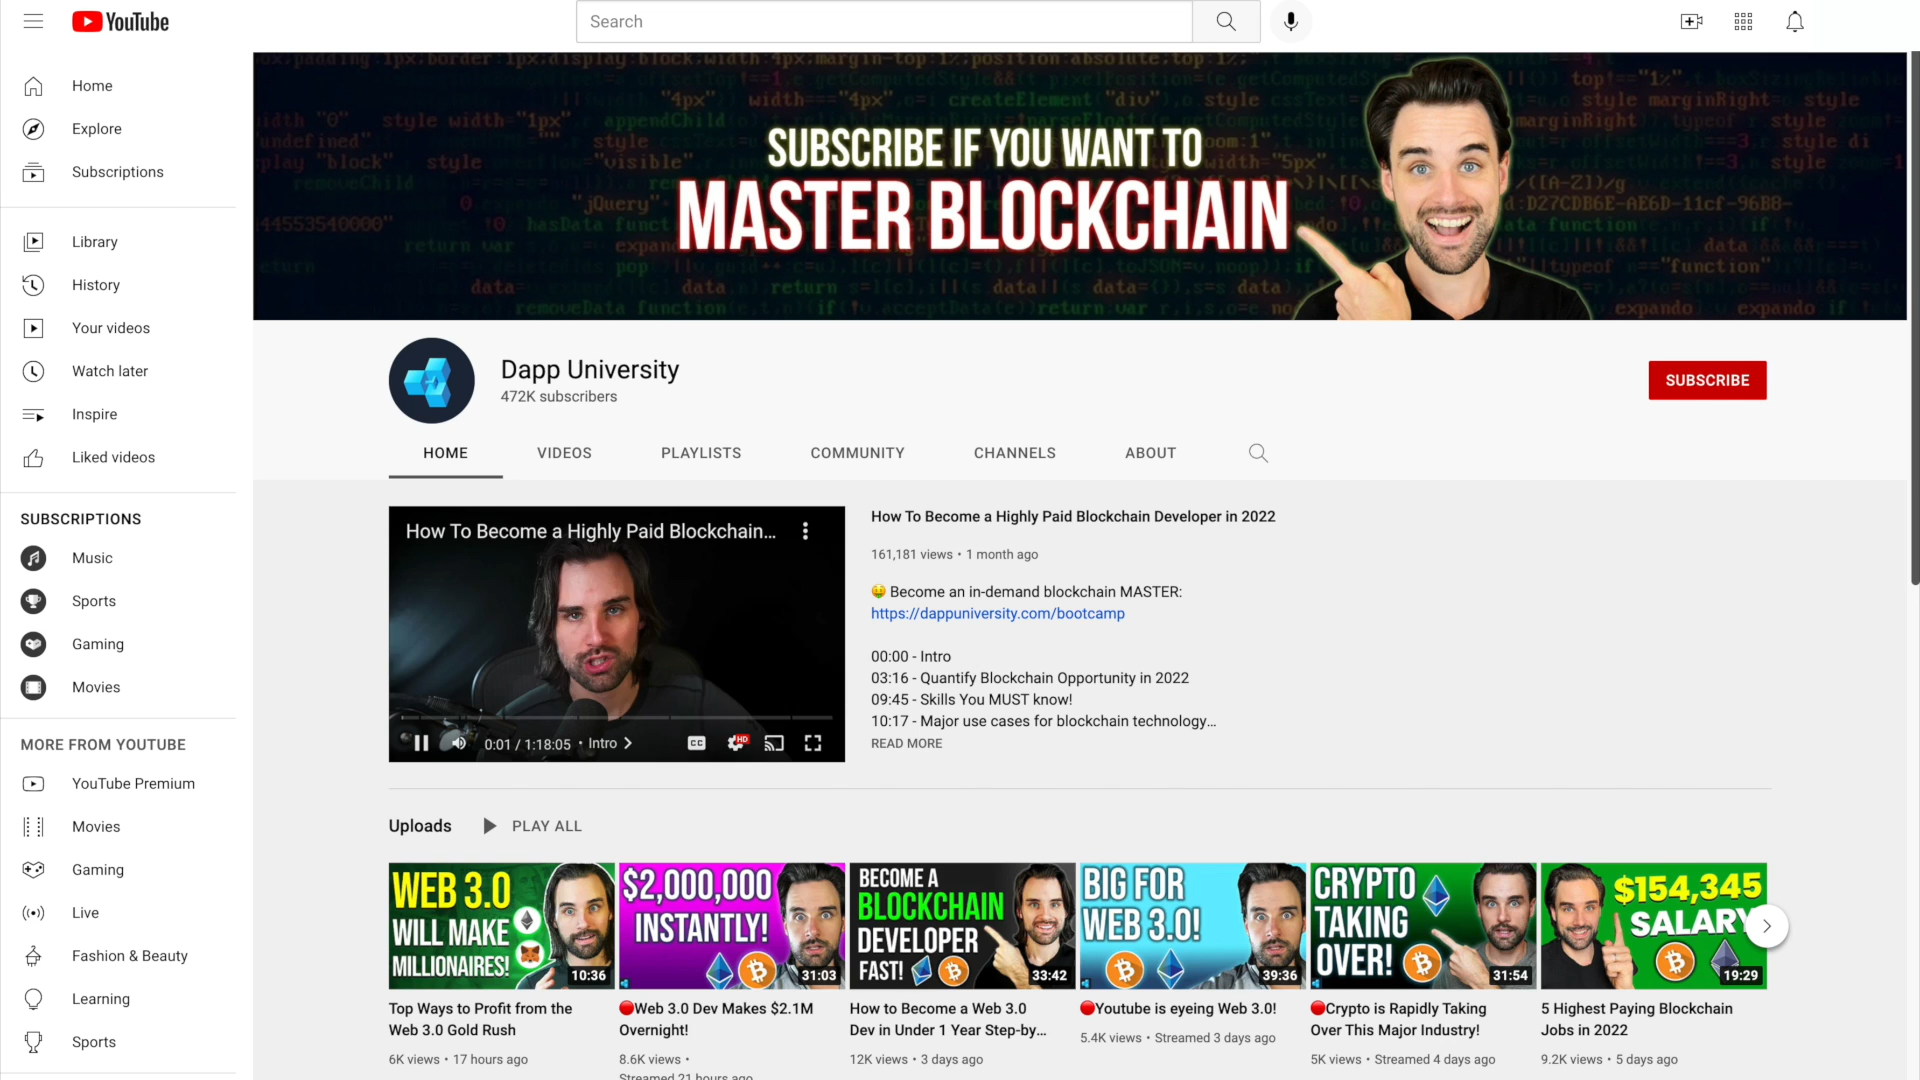 YouTube
Search
Home
Explore
Subscriptions
Library
History
Your videos
Watch later
Inspire
Liked videos
SUBSCRIPTIONS
Music
Sports
Gaming
Movies
MORE FROM YOUTUBE
YouTube Premium
Movies
Gaming
Live
Fashion & Beauty
Learning
Sports
SUBSCRIBE IF YOU WANT TO
MASTER BLOCKCHAIN
Dapp University
472K subscribers
SUBSCRIBE
HOME
VIDEOS
PLAYLISTS
COMMUNITY
CHANNELS
ABOUT
How To Become a Highly Paid Blockchain...
CC
HD
0:01 / 1:18:05 • Intro
How To Become a Highly Paid Blockchain Developer in 2022
161,181 views • 1 month ago
🤑 Become an in-demand blockchain MASTER:
https://dappuniversity.com/bootcamp
00:00 - Intro
03:16 - Quantify Blockchain Opportunity in 2022
09:45 - Skills You MUST know!
10:17 - Major use cases for blockchain technology...
READ MORE
Uploads
PLAY ALL
WEB 3.0
WILL MAKE
MILLIONAIRES!
10:36
Top Ways to Profit from the
Web 3.0 Gold Rush
6K views • 17 hours ago
$2,000,000
INSTANTLY!
31:03
🔴Web 3.0 Dev Makes $2.1M
Overnight!
8.6K views •
Streamed 21 hours ago
BECOME A
BLOCKCHAIN
DEVELOPER
FAST!
33:42
How to Become a Web 3.0
Dev in Under 1 Year Step-by...
12K views • 3 days ago
BIG FOR
WEB 3.0!
39:36
🔴Youtube is eyeing Web 3.0!
5.4K views • Streamed 3 days ago
CRYPTO
TAKING
OVER!
31:54
🔴Crypto is Rapidly Taking
Over This Major Industry!
5K views • Streamed 4 days ago
$154,345
SALARY
19:29
5 Highest Paying Blockchain
Jobs in 2022
9.2K views • 5 days ago